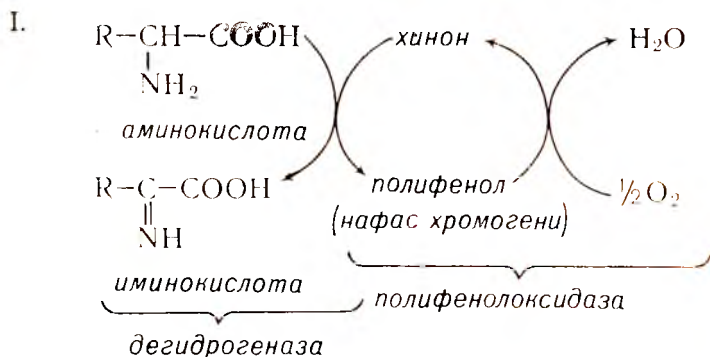 I.
R–CH–COOH хинон H₂O
NH₂
аминокислота
R–C–COOH полифенол ½O₂
NH (нафас хромогени)
иминокислота полифенолоксидаза
дегидрогеназа